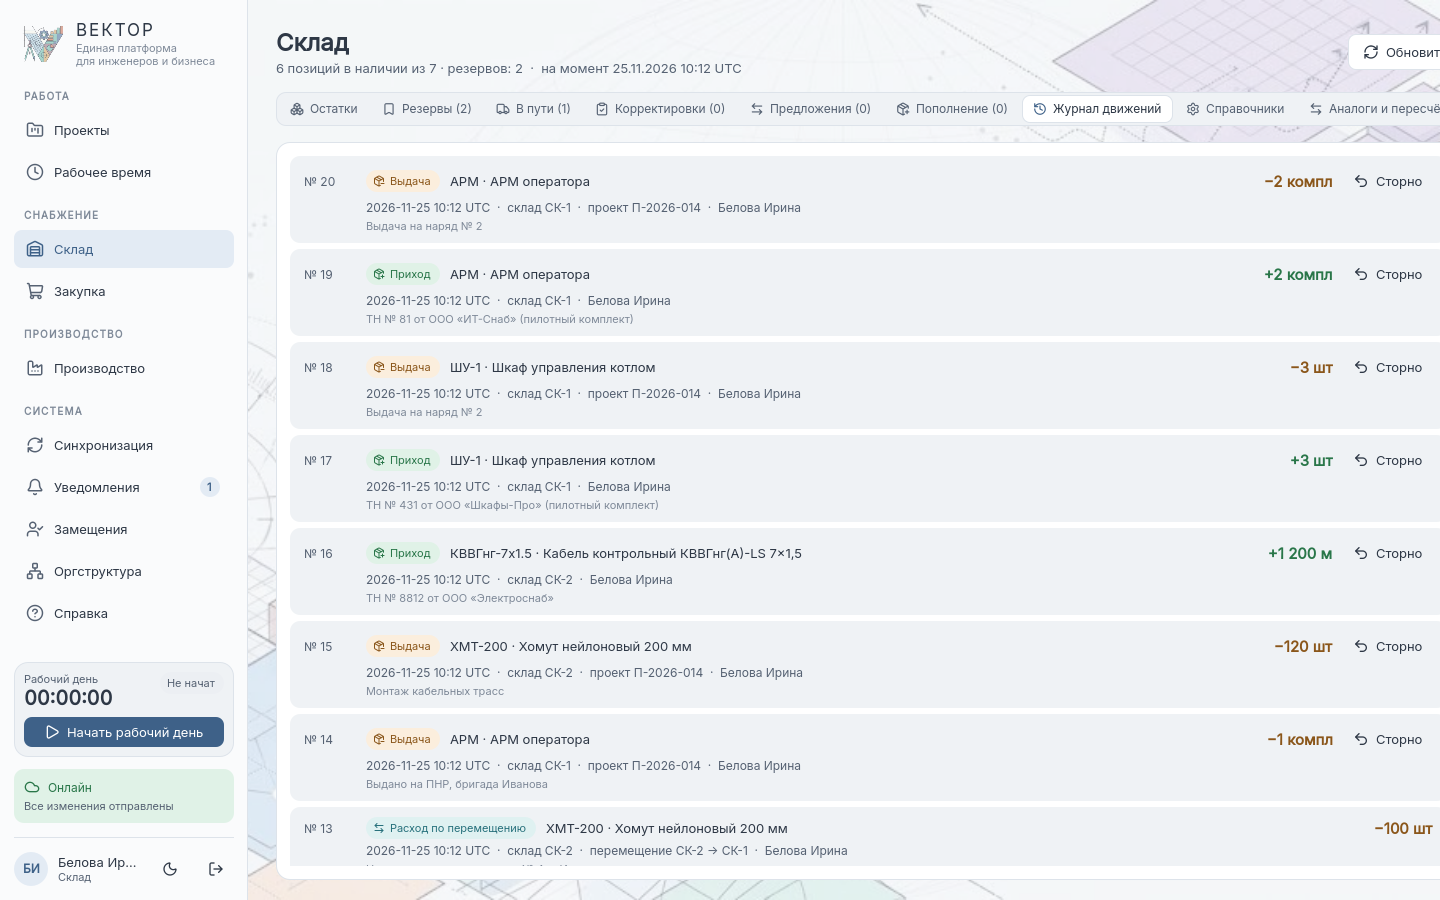 ВЕКТОР
Единая платформа
для инженеров и бизнеса
РАБОТА
Проекты
Рабочее время
СНАБЖЕНИЕ
Склад
Закупка
ПРОИЗВОДСТВО
Производство
СИСТЕМА
Синхронизация
Уведомления 1
Замещения
Оргструктура
Справка
Рабочий день
Не начат
00:00:00
Начать рабочий день
Онлайн
Все изменения отправлены
БИ
Белова Ир...
Склад
Склад
6 позиций в наличии из 7 · резервов: 2 · на момент 25.11.2026 10:12 UTC
Обновит
Остатки Резервы (2) В пути (1) Корректировки (0) Предложения (0) Пополнение (0) Журнал движений Справочники Аналоги и пересчё
№ 20 Выдача АРМ · АРМ оператора −2 компл Сторно
2026-11-25 10:12 UTC · склад СК-1 · проект П-2026-014 · Белова Ирина
Выдача на наряд № 2
№ 19 Приход АРМ · АРМ оператора +2 компл Сторно
2026-11-25 10:12 UTC · склад СК-1 · Белова Ирина
ТН № 81 от ООО «ИТ-Снаб» (пилотный комплект)
№ 18 Выдача ШУ-1 · Шкаф управления котлом −3 шт Сторно
2026-11-25 10:12 UTC · склад СК-1 · проект П-2026-014 · Белова Ирина
Выдача на наряд № 2
№ 17 Приход ШУ-1 · Шкаф управления котлом +3 шт Сторно
2026-11-25 10:12 UTC · склад СК-1 · Белова Ирина
ТН № 431 от ООО «Шкафы-Про» (пилотный комплект)
№ 16 Приход КВВГнг-7х1.5 · Кабель контрольный КВВГнг(А)-LS 7×1,5 +1 200 м Сторно
2026-11-25 10:12 UTC · склад СК-2 · Белова Ирина
ТН № 8812 от ООО «Электроснаб»
№ 15 Выдача ХМТ-200 · Хомут нейлоновый 200 мм −120 шт Сторно
2026-11-25 10:12 UTC · склад СК-2 · проект П-2026-014 · Белова Ирина
Монтаж кабельных трасс
№ 14 Выдача АРМ · АРМ оператора −1 компл Сторно
2026-11-25 10:12 UTC · склад СК-1 · проект П-2026-014 · Белова Ирина
Выдано на ПНР, бригада Иванова
№ 13 Расход по перемещению ХМТ-200 · Хомут нейлоновый 200 мм −100 шт
2026-11-25 10:12 UTC · склад СК-2 · перемещение СК-2 → СК-1 · Белова Ирина